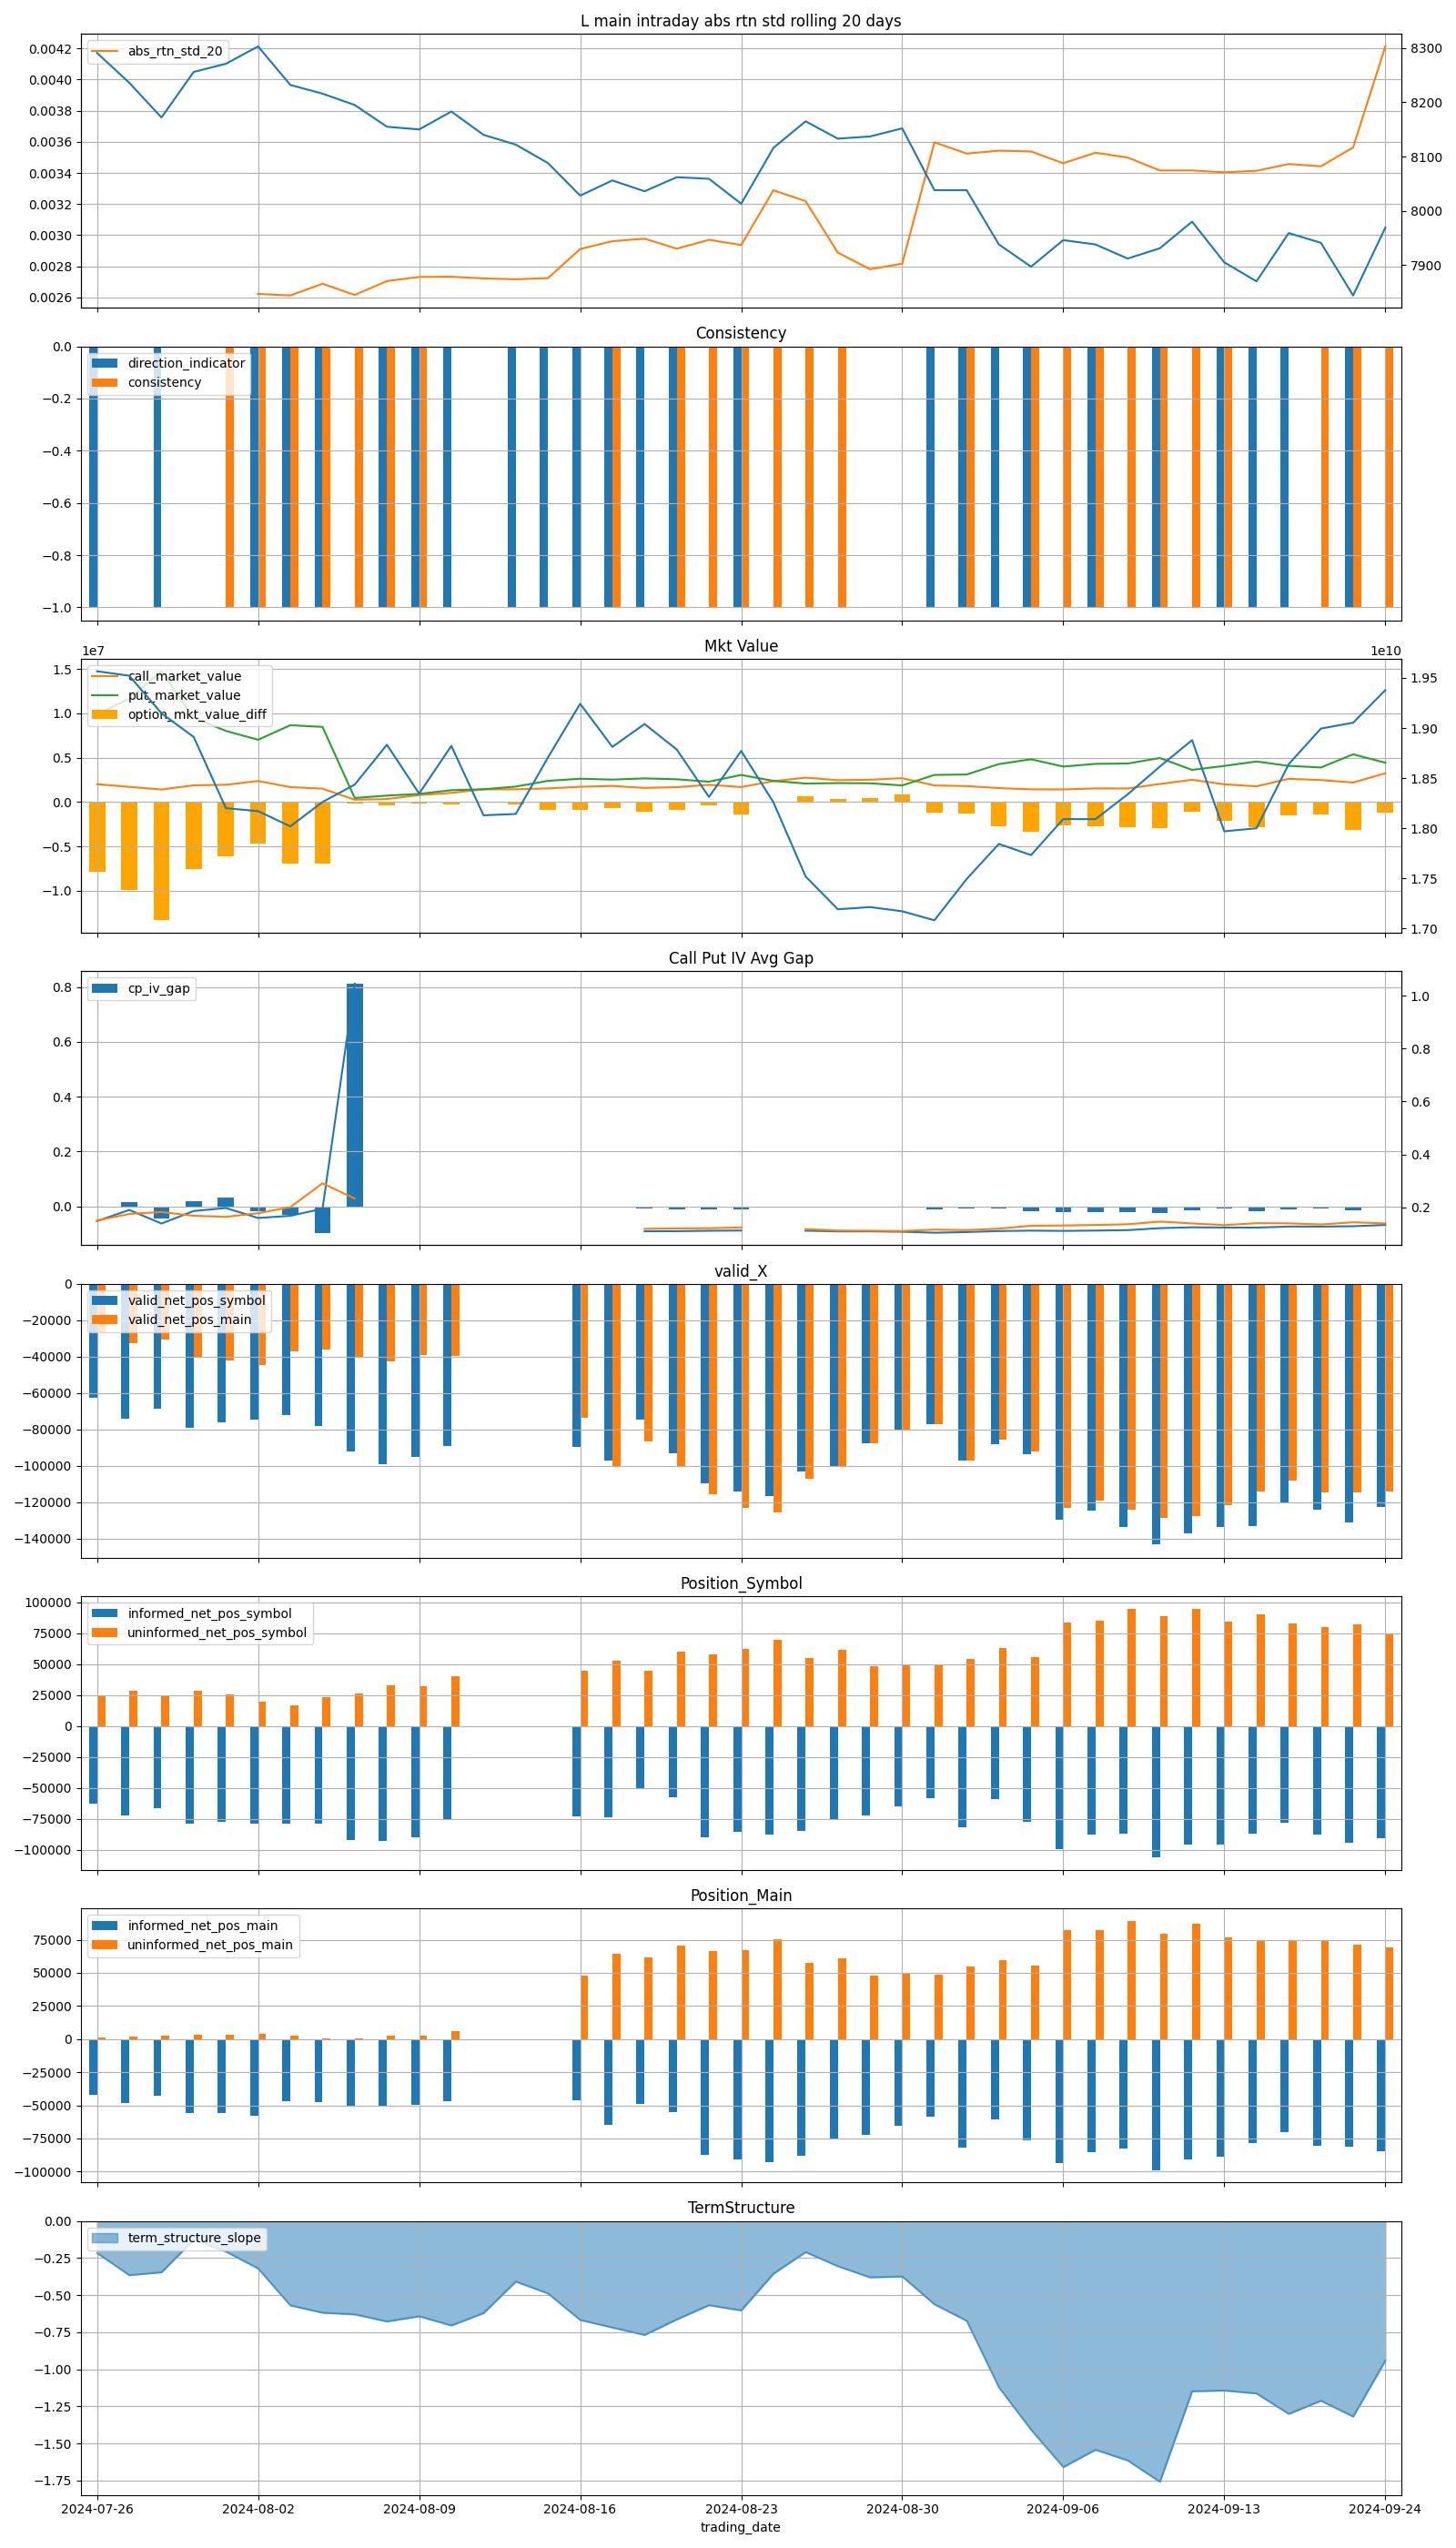 L main intraday abs rtn std rolling 20 days
abs_rtn_std_20
0.0042
0.0040
0.0038
0.0036
0.0034
0.0032
0.0030
0.0028
0.0026
8300
8200
8100
8000
7900
Consistency
direction_indicator
consistency
0.0
−0.2
−0.4
−0.6
−0.8
−1.0
Mkt Value
1e7
1e10
call_market_value
put_market_value
option_mkt_value_diff
1.5
1.0
0.5
0.0
−0.5
−1.0
1.95
1.90
1.85
1.80
1.75
1.70
Call Put IV Avg Gap
cp_iv_gap
0.8
0.6
0.4
0.2
0.0
1.0
0.8
0.6
0.4
0.2
valid_X
valid_net_pos_symbol
valid_net_pos_main
0
−20000
−40000
−60000
−80000
−100000
−120000
−140000
Position_Symbol
informed_net_pos_symbol
uninformed_net_pos_symbol
100000
75000
50000
25000
0
−25000
−50000
−75000
−100000
Position_Main
informed_net_pos_main
uninformed_net_pos_main
75000
50000
25000
0
−25000
−50000
−75000
−100000
TermStructure
term_structure_slope
0.00
−0.25
−0.50
−0.75
−1.00
−1.25
−1.50
−1.75
2024-07-26 2024-08-02 2024-08-09 2024-08-16 2024-08-23 2024-08-30 2024-09-06 2024-09-13 2024-09-24
trading_date